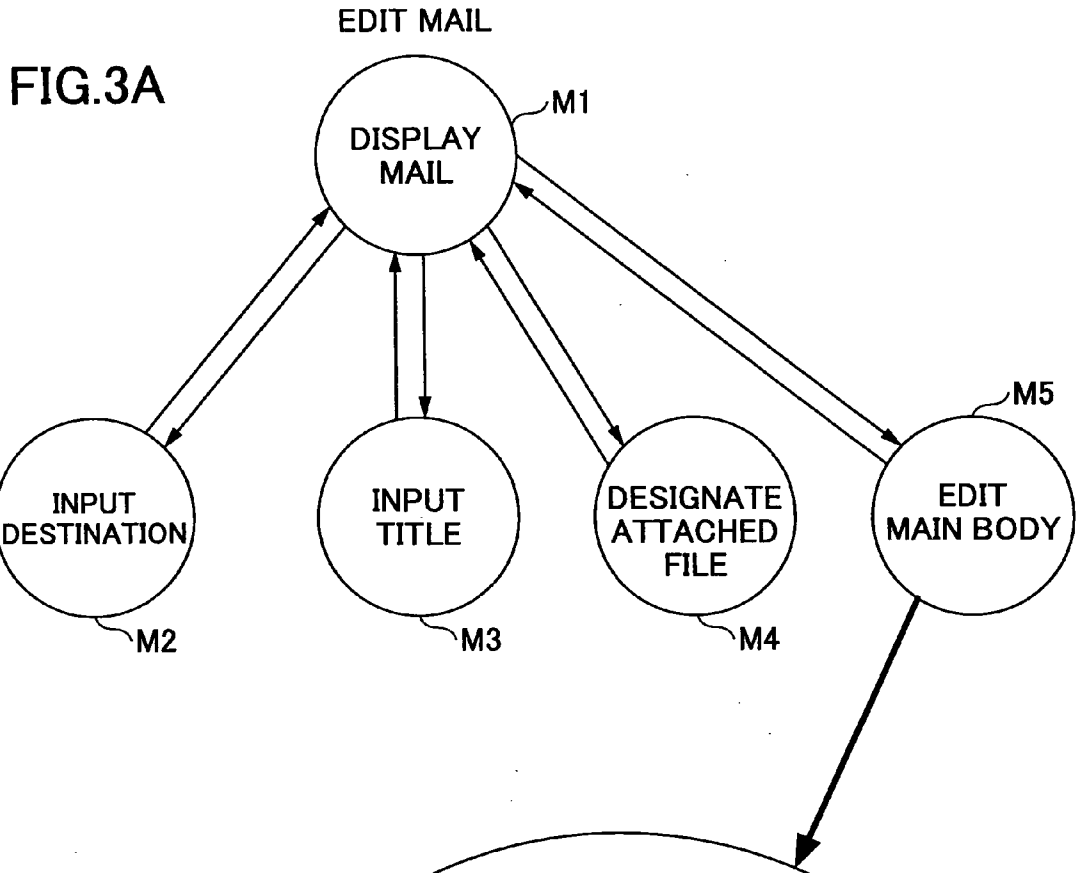 EDIT MAIL
FIG.3A
M1
DISPLAY
MAIL
M5
INPUT
DESTINATION
INPUT
TITLE
DESIGNATE
ATTACHED
FILE
EDIT
MAIN BODY
M2
M3
M4